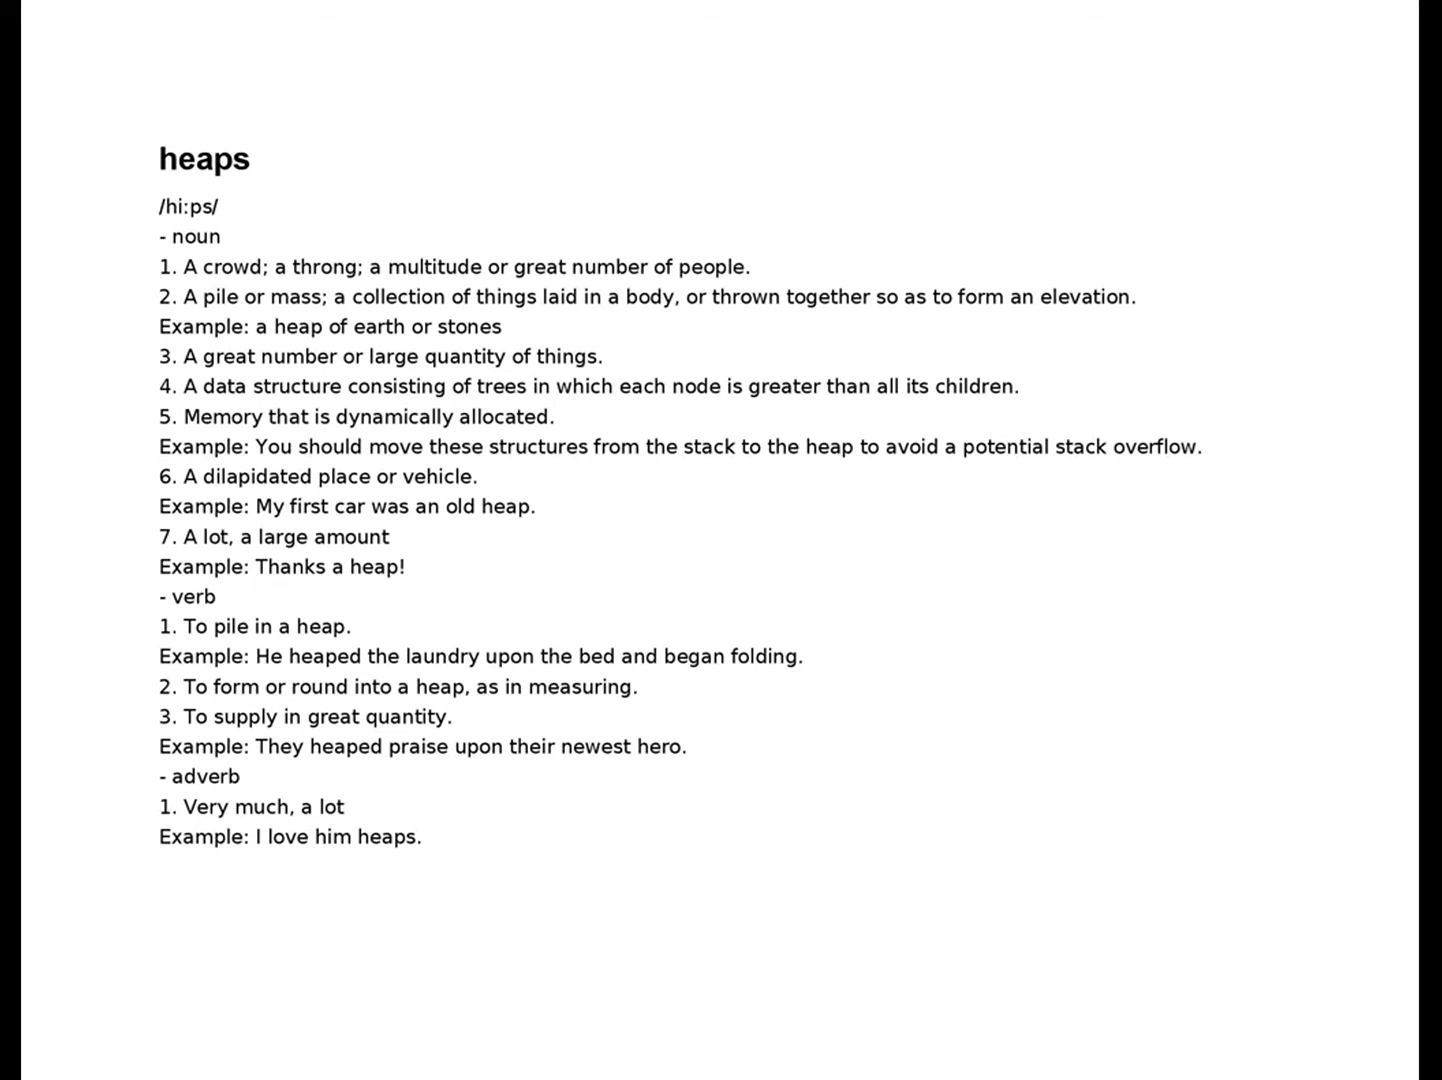 heaps
/hi:ps/
- noun
1. A crowd; a throng; a multitude or great number of people.
2. A pile or mass; a collection of things laid in a body, or thrown together so as to form an elevation.
Example: a heap of earth or stones
3. A great number or large quantity of things.
4. A data structure consisting of trees in which each node is greater than all its children.
5. Memory that is dynamically allocated.
Example: You should move these structures from the stack to the heap to avoid a potential stack overflow.
6. A dilapidated place or vehicle.
Example: My first car was an old heap.
7. A lot, a large amount
Example: Thanks a heap!
- verb
1. To pile in a heap.
Example: He heaped the laundry upon the bed and began folding.
2. To form or round into a heap, as in measuring.
3. To supply in great quantity.
Example: They heaped praise upon their newest hero.
- adverb
1. Very much, a lot
Example: I love him heaps.